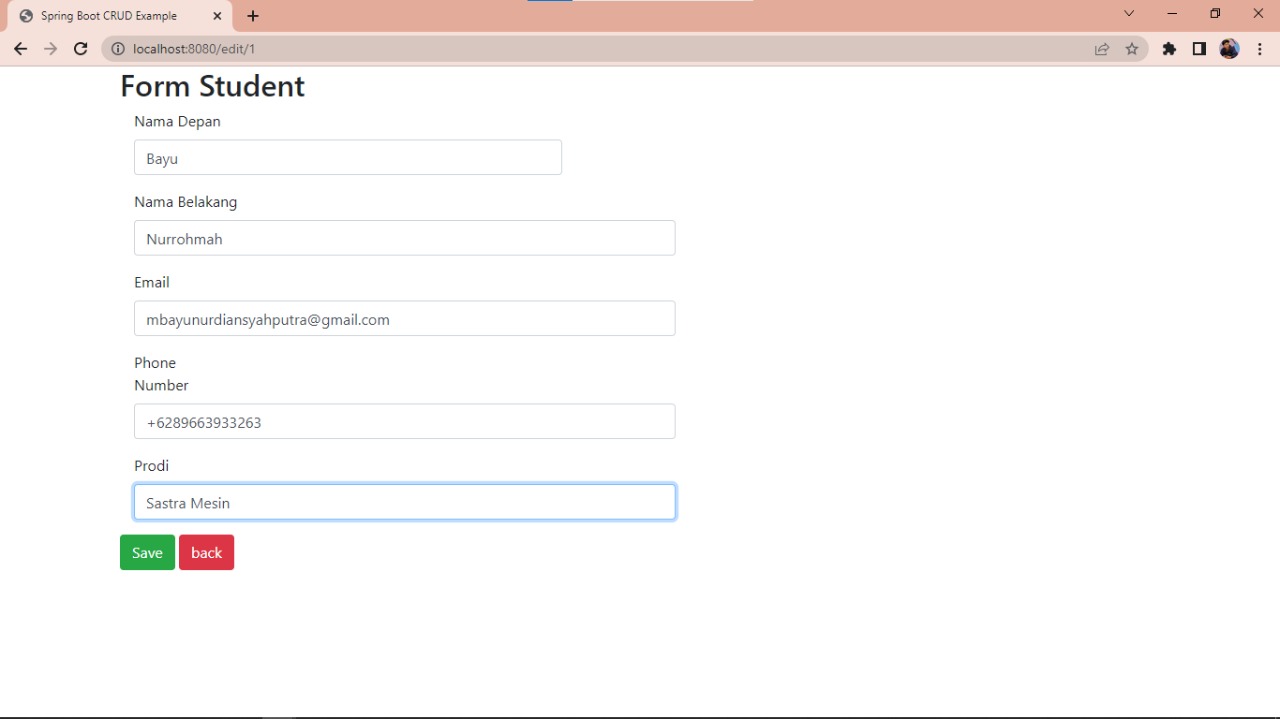 Spring Boot CRUD Example
localhost:8080/edit/1
Form Student
Nama Depan
Bayu
Nama Belakang
Nurrohmah
Email
mbayunurdiansyahputra@gmail.com
Phone
Number
+6289663933263
Prodi
Sastra Mesin
Save back